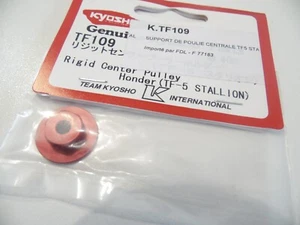 KYOSHO
Genui AL
TF109
リジットセン
K.TF109
SUPPORT DE POULIE CENTRALE TF5 STA
Importé par FDL - F 77183
Rigid Center Pulley
Honder(TF-5 STALLION)
TEAM KYOSHO
K
INTERNATIONAL